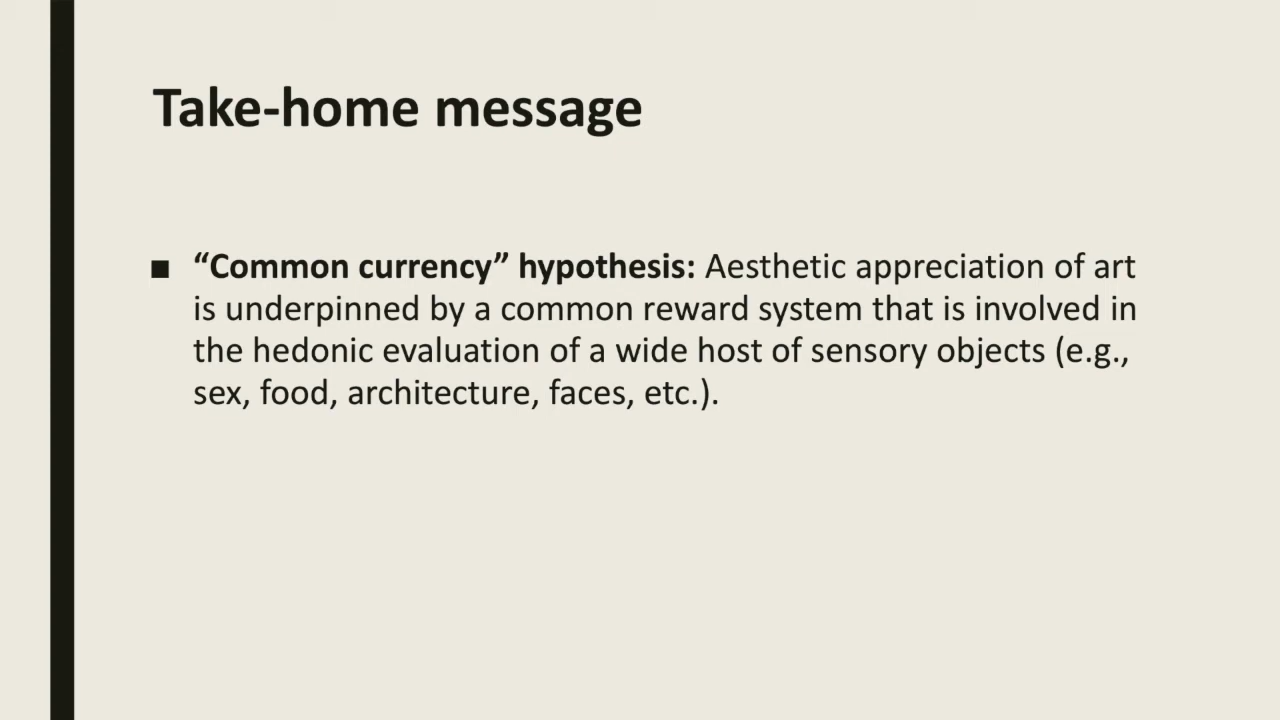 Take-home message
■ “Common currency” hypothesis: Aesthetic appreciation of art
is underpinned by a common reward system that is involved in
the hedonic evaluation of a wide host of sensory objects (e.g.,
sex, food, architecture, faces, etc.).